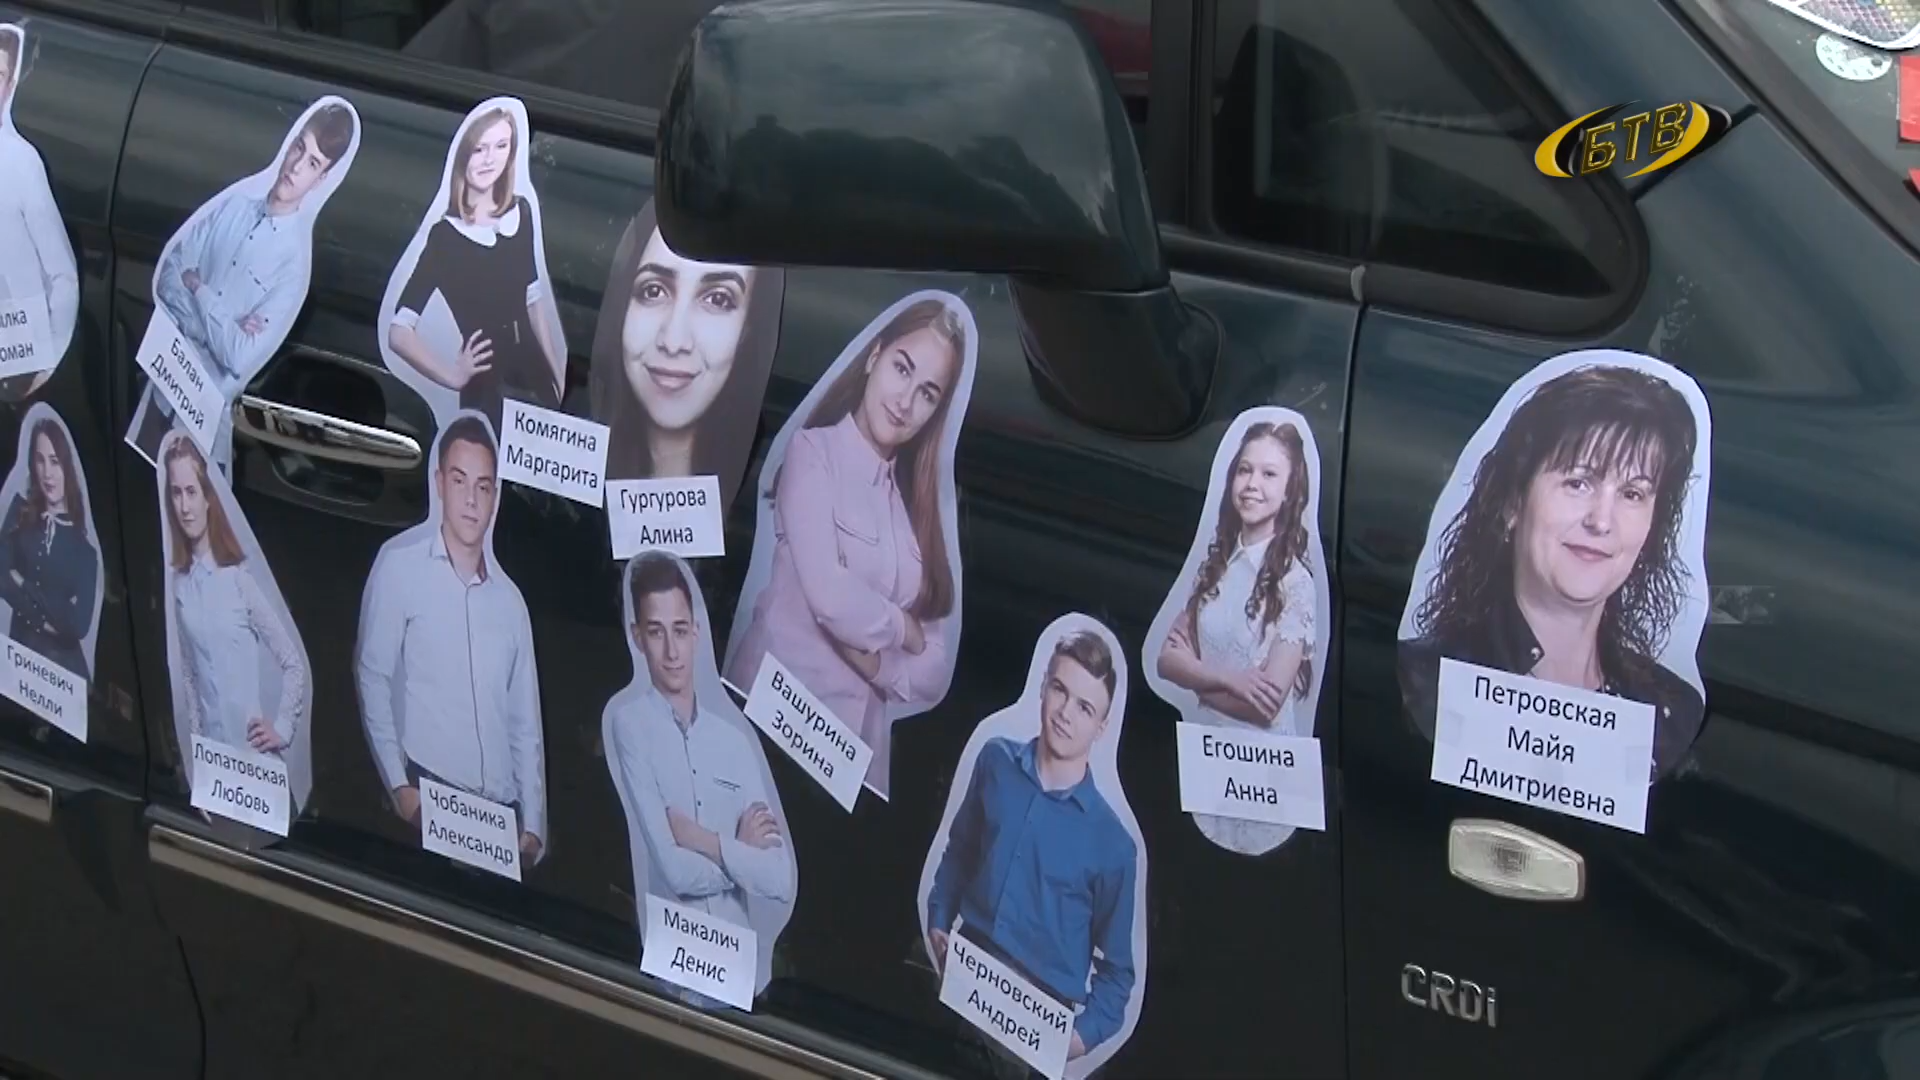 БТВ
Балан
Дмитрий
Комягина
Маргарита
Гургурова
Алина
Гриневич
Нелли
Лопатовская
Любовь
Чобаника
Александр
Макалич
Денис
Вашурина
Зорина
Черновский
Андрей
Егошина
Анна
Петровская
Майя
Дмитриевна
CRDi